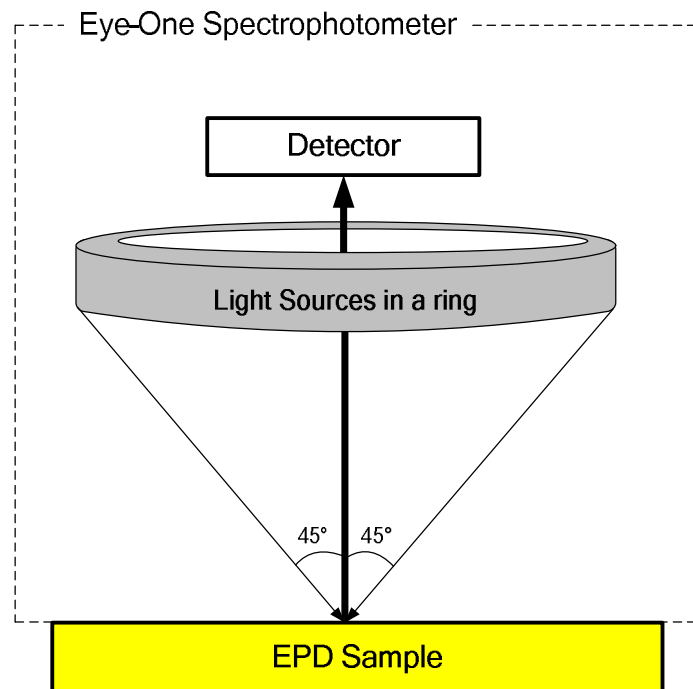 Eye-One Spectrophotometer
Detector
Light Sources in a ring
45° 45°
EPD Sample